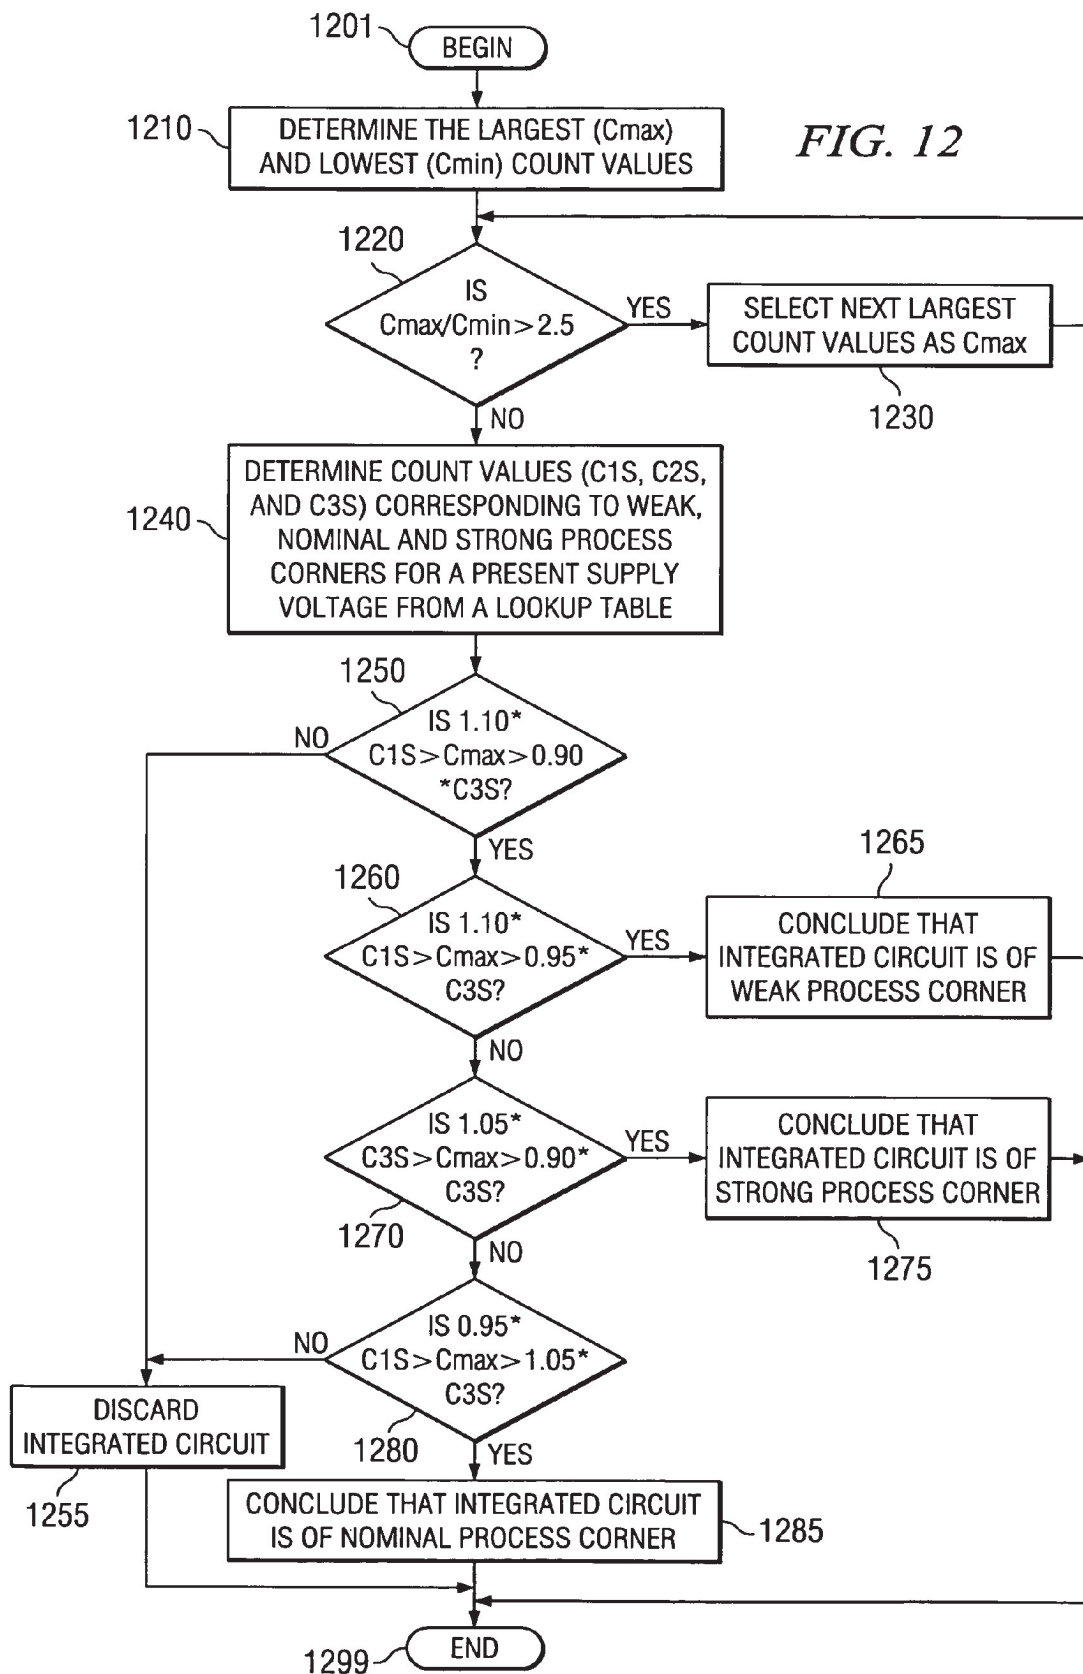 1201
BEGIN
1210
DETERMINE THE LARGEST (Cmax)
AND LOWEST (Cmin) COUNT VALUES
FIG. 12
1220
IS
Cmax/Cmin>2.5
?
YES
SELECT NEXT LARGEST
COUNT VALUES AS Cmax
1230
NO
1240
DETERMINE COUNT VALUES (C1S, C2S,
AND C3S) CORRESPONDING TO WEAK,
NOMINAL AND STRONG PROCESS
CORNERS FOR A PRESENT SUPPLY
VOLTAGE FROM A LOOKUP TABLE
1250
NO
IS 1.10*
C1S>Cmax>0.90
*C3S?
YES
1260
IS 1.10*
C1S>Cmax>0.95*
C3S?
YES
1265
CONCLUDE THAT
INTEGRATED CIRCUIT IS OF
WEAK PROCESS CORNER
NO
IS 1.05*
C3S>Cmax>0.90*
C3S?
1270
YES
CONCLUDE THAT
INTEGRATED CIRCUIT IS OF
STRONG PROCESS CORNER
1275
NO
NO
IS 0.95*
C1S>Cmax>1.05*
C3S?
1280
DISCARD
INTEGRATED CIRCUIT
1255
YES
CONCLUDE THAT INTEGRATED CIRCUIT
IS OF NOMINAL PROCESS CORNER
1285
1299
END